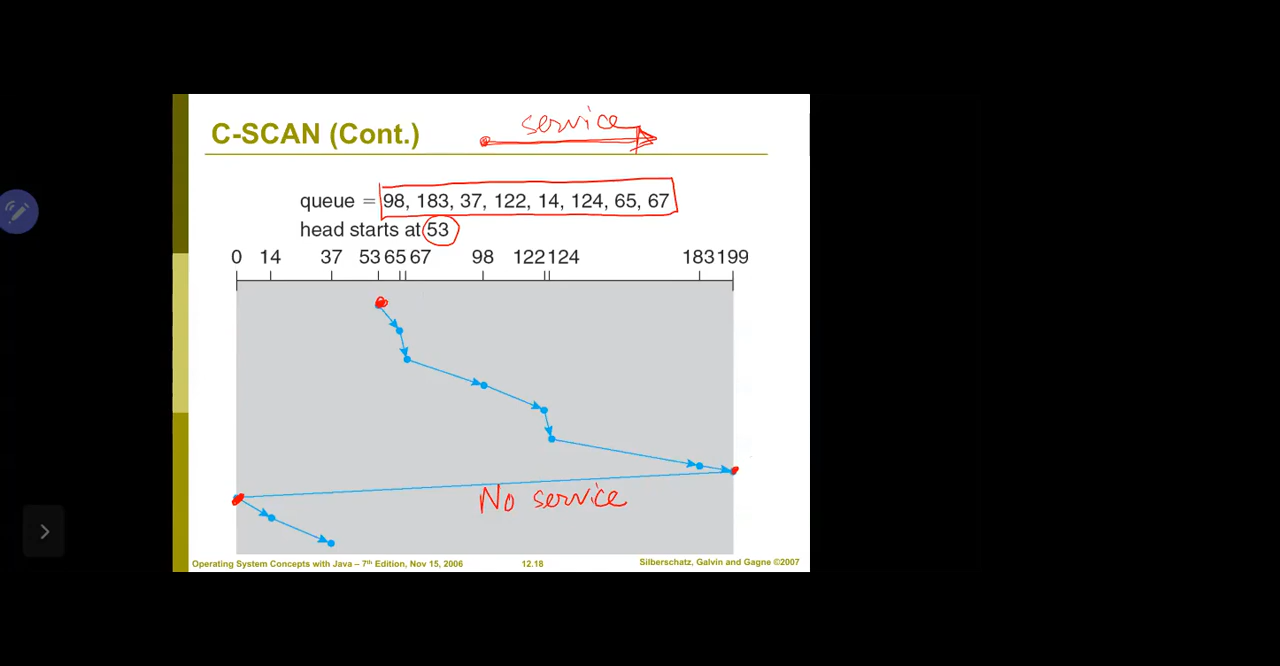 C-SCAN (Cont.)
service
queue = 98, 183, 37, 122, 14, 124, 65, 67
head starts at 53
0 14 37 53 65 67 98 122 124 183 199
No service
Operating System Concepts with Java – 7th Edition, Nov 15, 2006 12.18 Silberschatz, Galvin and Gagne ©2007